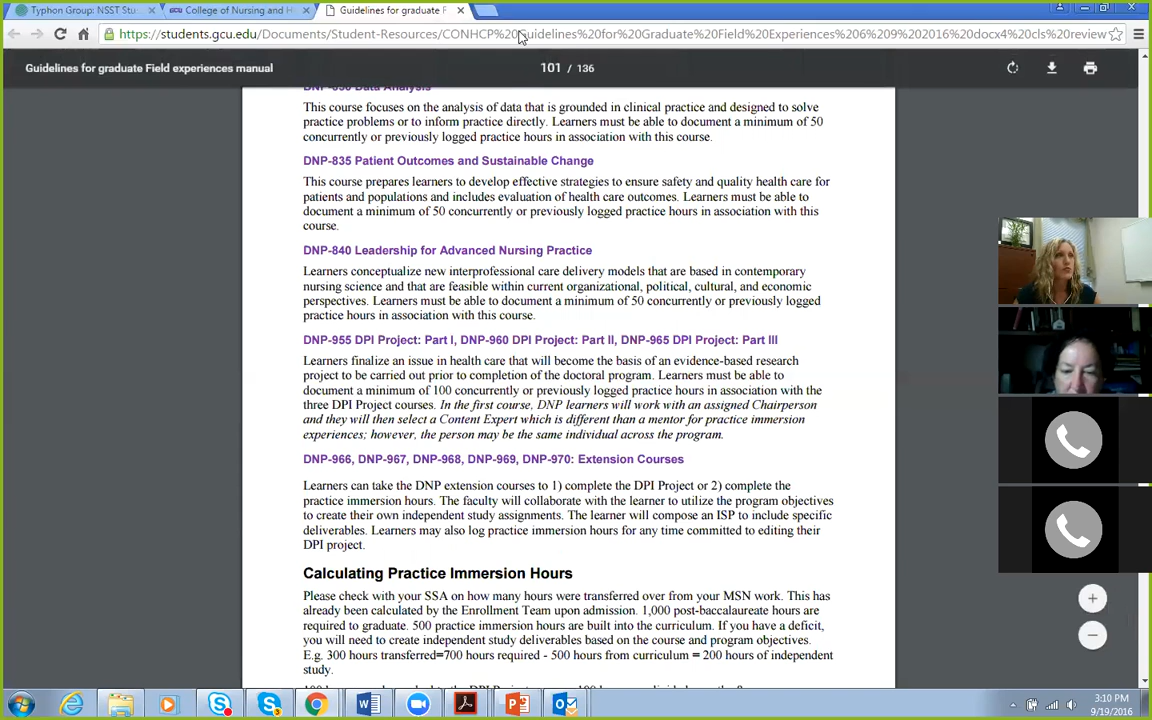 Typhon Group: NSST Stu
GCU College of Nursing and H
Guidelines for graduate F
https://students.gcu.edu/Documents/Student-Resources/CONHCP%20Guidelines%20for%20Graduate%20Field%20Experiences%206%209%202016%20docx4%20cls%20review
Guidelines for graduate Field experiences manual
101 / 136
This course focuses on the analysis of data that is grounded in clinical practice and designed to solve
practice problems or to inform practice directly. Learners must be able to document a minimum of 50
concurrently or previously logged practice hours in association with this course.
DNP-835 Patient Outcomes and Sustainable Change
This course prepares learners to develop effective strategies to ensure safety and quality health care for
patients and populations and includes evaluation of health care outcomes. Learners must be able to
document a minimum of 50 concurrently or previously logged practice hours in association with this
course.
DNP-840 Leadership for Advanced Nursing Practice
Learners conceptualize new interprofessional care delivery models that are based in contemporary
nursing science and that are feasible within current organizational, political, cultural, and economic
perspectives. Learners must be able to document a minimum of 50 concurrently or previously logged
practice hours in association with this course.
DNP-955 DPI Project: Part I, DNP-960 DPI Project: Part II, DNP-965 DPI Project: Part III
Learners finalize an issue in health care that will become the basis of an evidence-based research
project to be carried out prior to completion of the doctoral program. Learners must be able to
document a minimum of 100 concurrently or previously logged practice hours in association with the
three DPI Project courses. In the first course, DNP learners will work with an assigned Chairperson
and they will then select a Content Expert which is different than a mentor for practice immersion
experiences; however, the person may be the same individual across the program.
DNP-966, DNP-967, DNP-968, DNP-969, DNP-970: Extension Courses
Learners can take the DNP extension courses to 1) complete the DPI Project or 2) complete the
practice immersion hours. The faculty will collaborate with the learner to utilize the program objectives
to create their own independent study assignments. The learner will compose an ISP to include specific
deliverables. Learners may also log practice immersion hours for any time committed to editing their
DPI project.
Calculating Practice Immersion Hours
Please check with your SSA on how many hours were transferred over from your MSN work. This has
already been calculated by the Enrollment Team upon admission. 1,000 post-baccalaureate hours are
required to graduate. 500 practice immersion hours are built into the curriculum. If you have a deficit,
you will need to create independent study deliverables based on the course and program objectives.
E.g. 300 hours transferred=700 hours required - 500 hours from curriculum = 200 hours of independent
study.
3:10 PM
9/19/2016